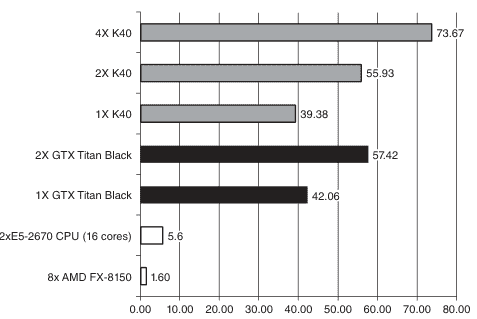 4X K40 73.67
2X K40 55.93
1X K40 39.38
2X GTX Titan Black 57.42
1X GTX Titan Black 42.06
2xE5-2670 CPU (16 cores) 5.6
8x AMD FX-8150 1.60
0.00 10.00 20.00 30.00 40.00 50.00 60.00 70.00 80.00